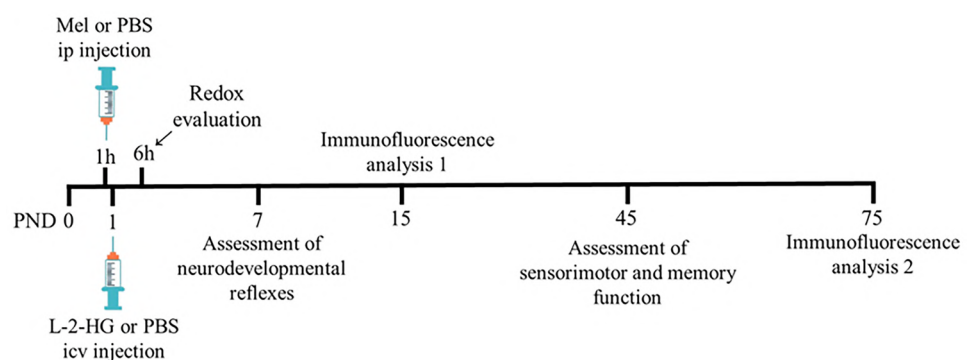 Mel or PBS
ip injection
Redox
evaluation
1h
6h
Immunofluorescence
analysis 1
PND 0 1 7 15 45 75
Assessment of
neurodevelopmental
reflexes
Assessment of
sensorimotor and memory
function
Immunofluorescence
analysis 2
L-2-HG or PBS
icv injection